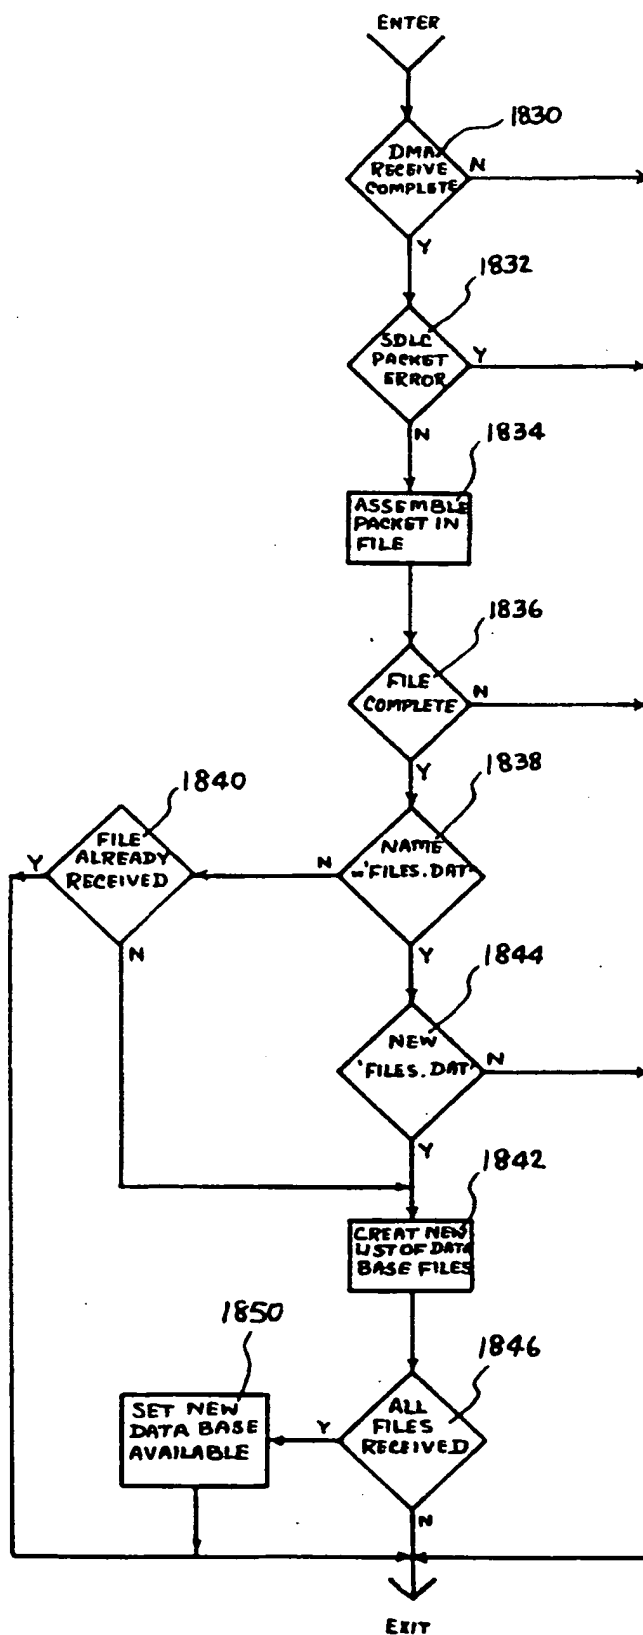 ENTER
1830
DMA
RECEIVE
COMPLETE
N
Y
1832
SDLC
PACKET
ERROR
Y
N
1834
ASSEMBLE
PACKET IN
FILE
1836
FILE
COMPLETE
N
Y
1838
1840
NAME
='FILES.DAT'
N
Y
FILE
ALREADY
RECEIVED
Y
N
1844
NEW
'FILES.DAT'
N
Y
1842
CREAT NEW
LIST OF DATA
BASE FILES
1850
1846
SET NEW
DATA BASE
AVAILABLE
Y
ALL
FILES
RECEIVED
N
EXIT